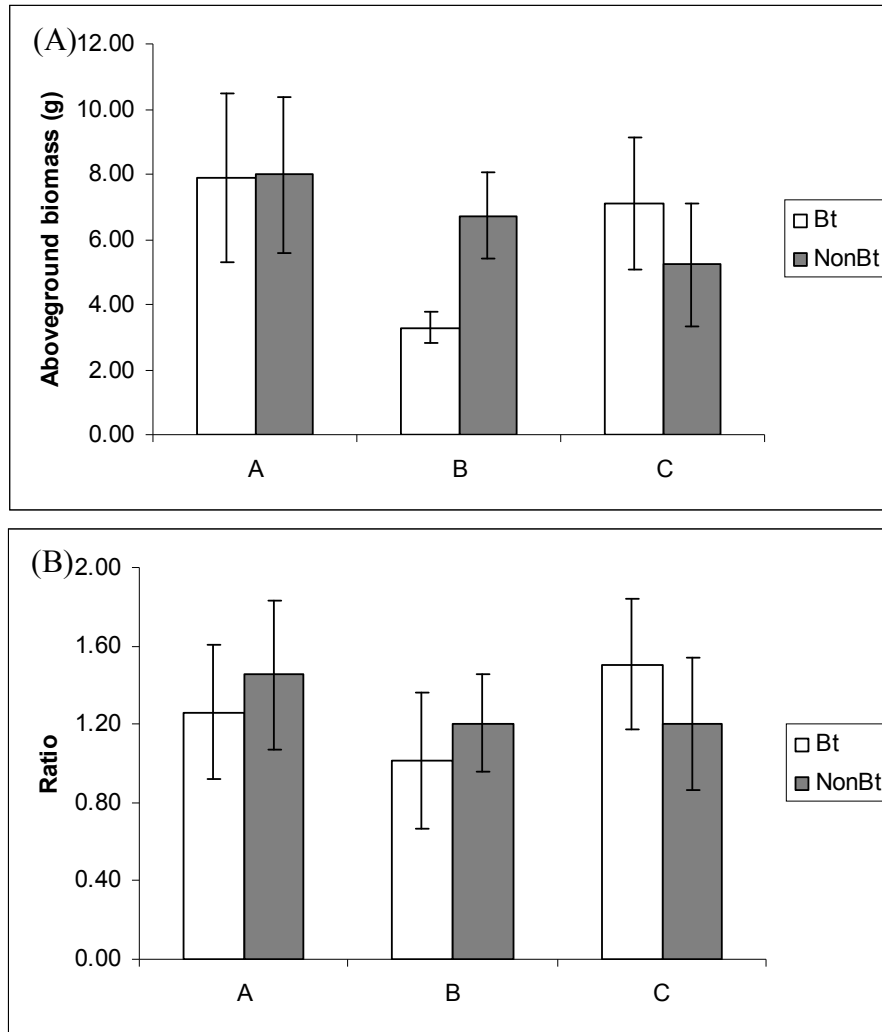 (A)
12.00
10.00
8.00
6.00
4.00
2.00
0.00
Aboveground biomass (g)
A B C
Bt
NonBt
(B)
2.00
1.60
1.20
0.80
0.40
0.00
Ratio
A B C
Bt
NonBt